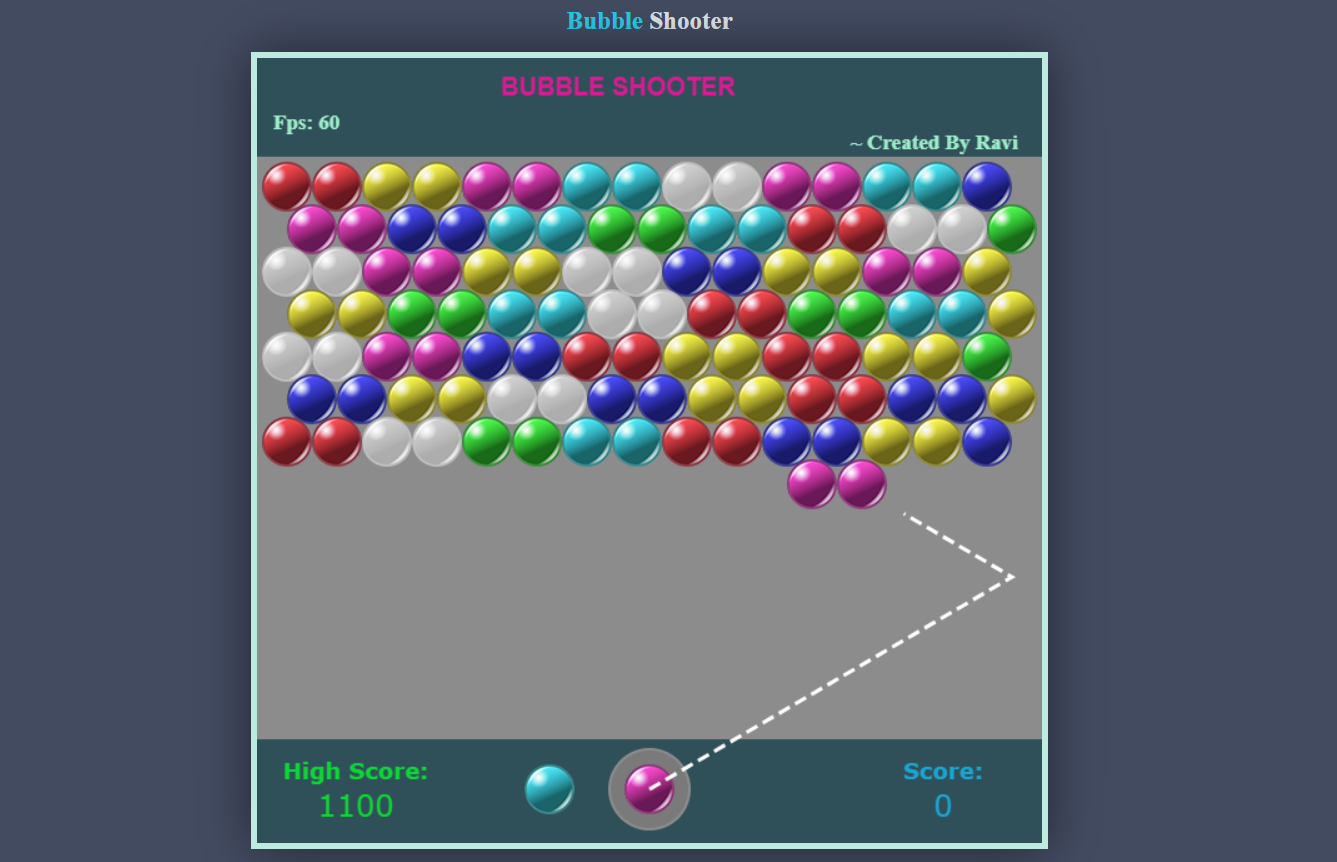 Bubble Shooter
BUBBLE SHOOTER
Fps: 60
~ Created By Ravi
High Score:
1100
Score:
0